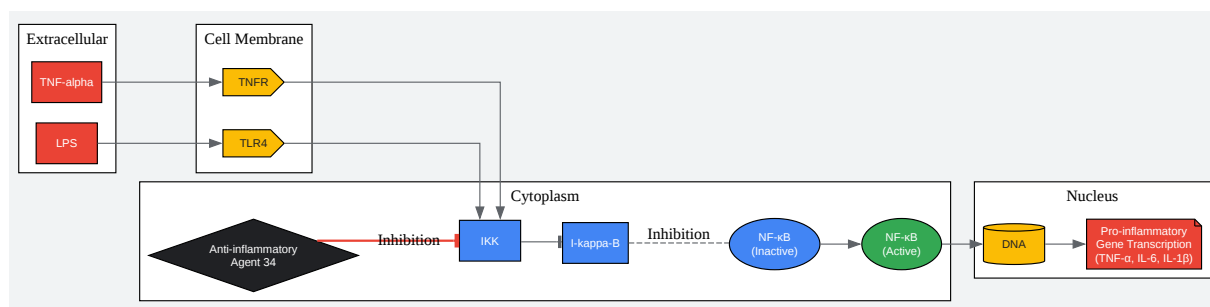 Extracellular
Cell Membrane
TNF-alpha
TNFR
LPS
TLR4
Cytoplasm
Nucleus
Anti-inflammatory
Agent 34
Inhibition
IKK
I-kappa-B
Inhibition
NF-κB
(Inactive)
NF-κB
(Active)
DNA
Pro-inflammatory
Gene Transcription
(TNF-α, IL-6, IL-1β)